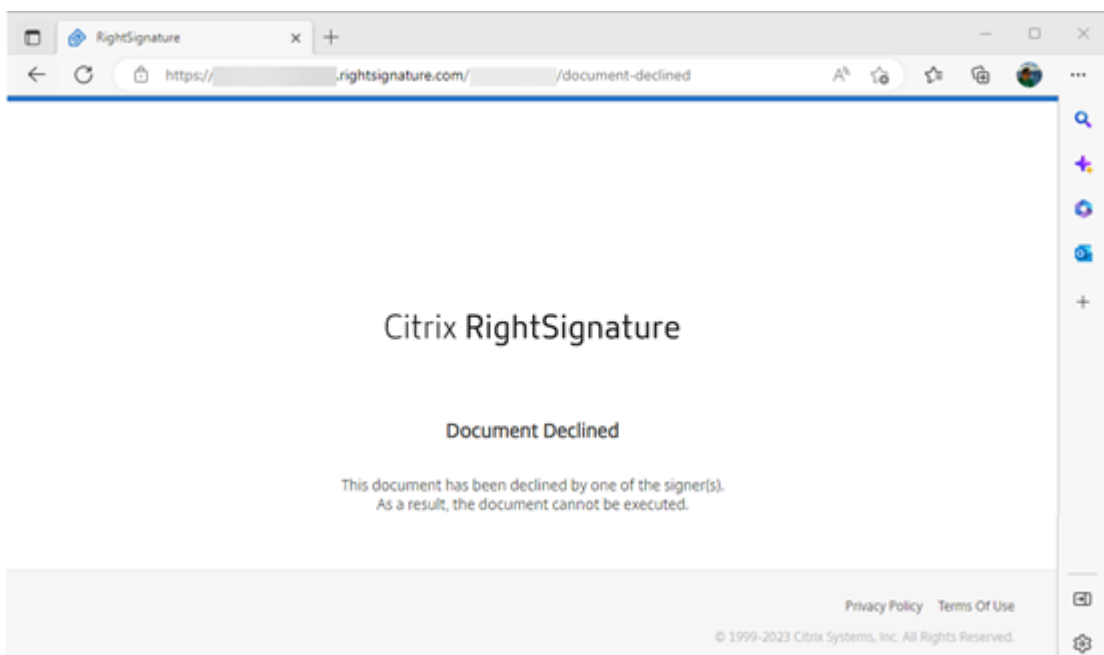 RightSignature
https:// .rightsignature.com/ /document-declined
Citrix RightSignature
Document Declined
This document has been declined by one of the signer(s).
As a result, the document cannot be executed.
Privacy Policy Terms Of Use
© 1999-2023 Citrix Systems, Inc. All Rights Reserved.